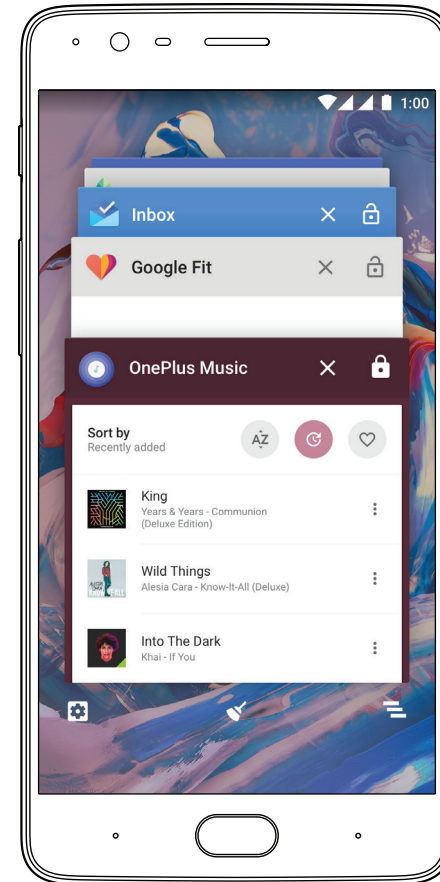 1:00
Inbox
Google Fit
OnePlus Music
Sort by
Recently added
AZ
King
Years & Years - Communion
(Deluxe Edition)
Wild Things
Alesia Cara - Know-It-All (Deluxe)
Into The Dark
Khai - If You